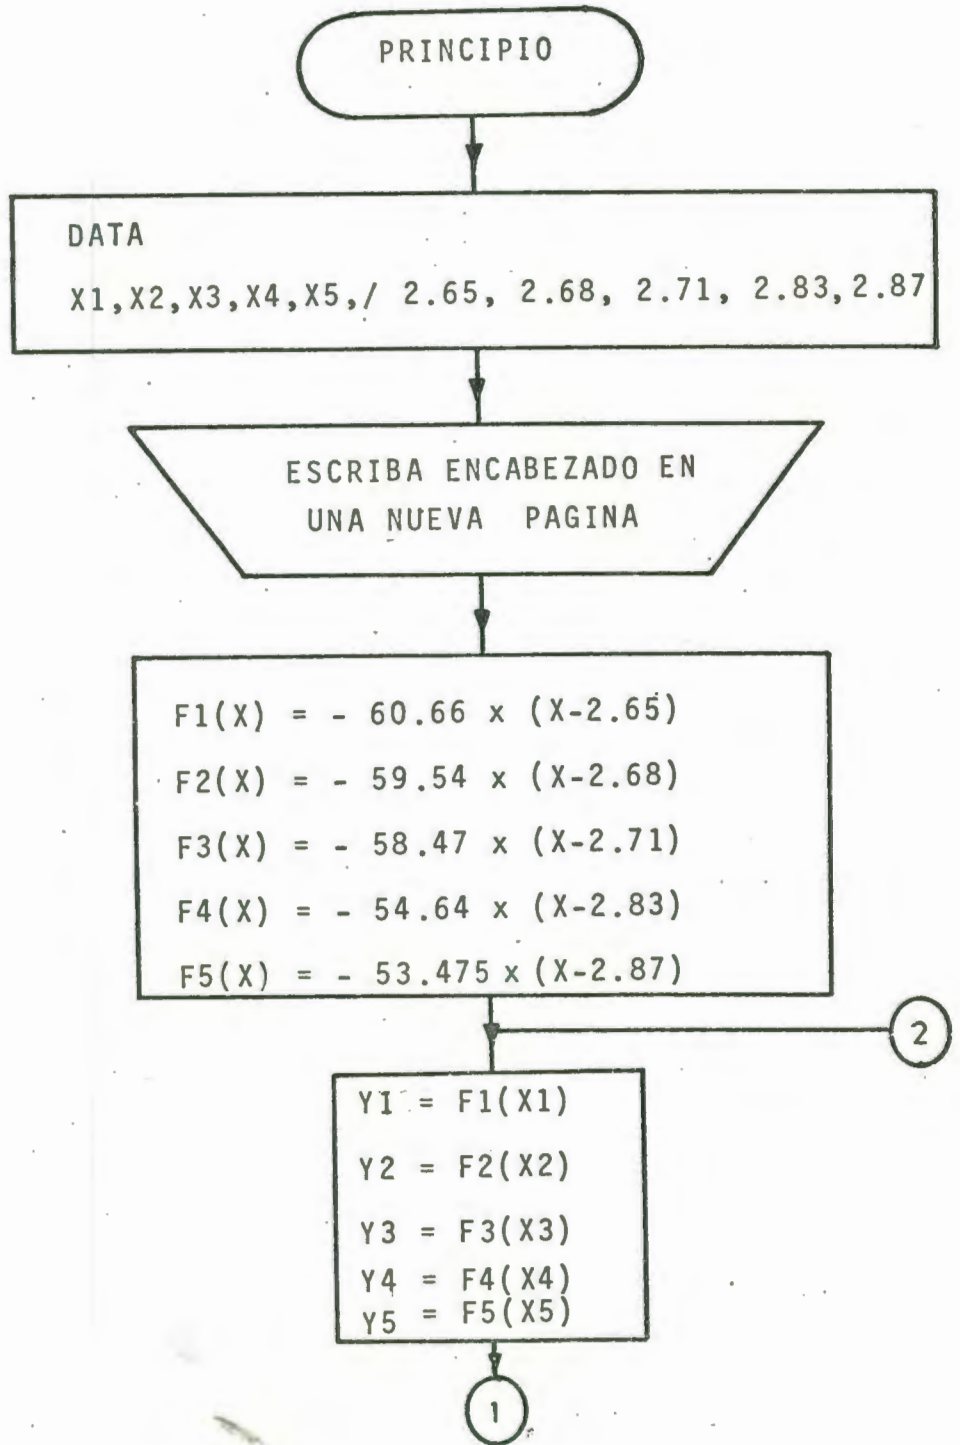 PRINCIPIO
DATA
X1,X2,X3,X4,X5,/ 2.65, 2.68, 2.71, 2.83,2.87
ESCRIBA ENCABEZADO EN
UNA NUEVA PAGINA
F1(X) = - 60.66 x (X-2.65)
F2(X) = - 59.54 x (X-2.68)
F3(X) = - 58.47 x (X-2.71)
F4(X) = - 54.64 x (X-2.83)
F5(X) = - 53.475 x (X-2.87)
2
YI = F1(X1)
Y2 = F2(X2)
Y3 = F3(X3)
Y4 = F4(X4)
Y5 = F5(X5)
1